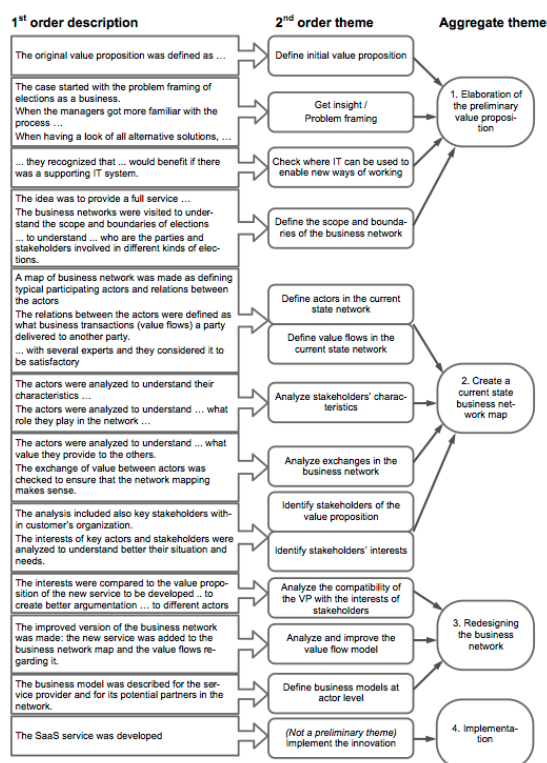 1st order description
2nd order theme
Aggregate theme
The original value proposition was defined as …
Define initial value proposition
The case started with the problem framing of
elections as a business.
When the managers got more familiar with the
process …
When having a look of all alternative solutions, …
Get insight /
Problem framing
1. Elaboration of
the preliminary
value proposi-
tion
... they recognized that ... would benefit if there
was a supporting IT system.
Check where IT can be used to
enable new ways of working
The idea was to provide a full service …
The business networks were visited to under-
stand the scope and boundaries of elections
... to understand ... who are the parties and
stakeholders involved in different kinds of elec-
tions.
Define the scope and bounda-
ries of the business network
A map of business network was made as defining
typical participating actors and relations between
the actors
The relations between the actors were defined as
what business transactions (value flows) a party
delivered to another party.
... with several experts and they considered it to
be satisfactory
Define actors in the current
state network
Define value flows in the
current state network
The actors were analyzed to understand their
characteristics …
The actors were analyzed to understand ... what
role they play in the network …
Analyze stakeholders' charac-
teristics
2. Create a
current state
business net-
work map
The actors were analyzed to understand ... what
value they provide to the others.
The exchange of value between actors was
checked to ensure that the network mapping
makes sense.
Analyze exchanges in the
business network
The analysis included also key stakeholders with-
in customer's organization.
The interests of key actors and stakeholders were
analyzed to understand better their situation and
needs.
Identify stakeholders of the
value proposition
Identify stakeholders' interests
The interests were compared to the value propo-
sition of the new service to be developed .. to
create better argumentation … to different actors
Analyze the compatibility of
the VP with the interests of
stakeholders
The improved version of the business network
was made: the new service was added to the
business network map and the value flows re-
garding it.
Analyze and improve the
value flow model
3. Redesigning
the business
network
The business model was described for the ser-
vice provider and for its potential partners in the
network.
Define business models at
actor level
The SaaS service was developed
(Not a preliminary theme)
Implement the innovation
4. Implementa-
tion